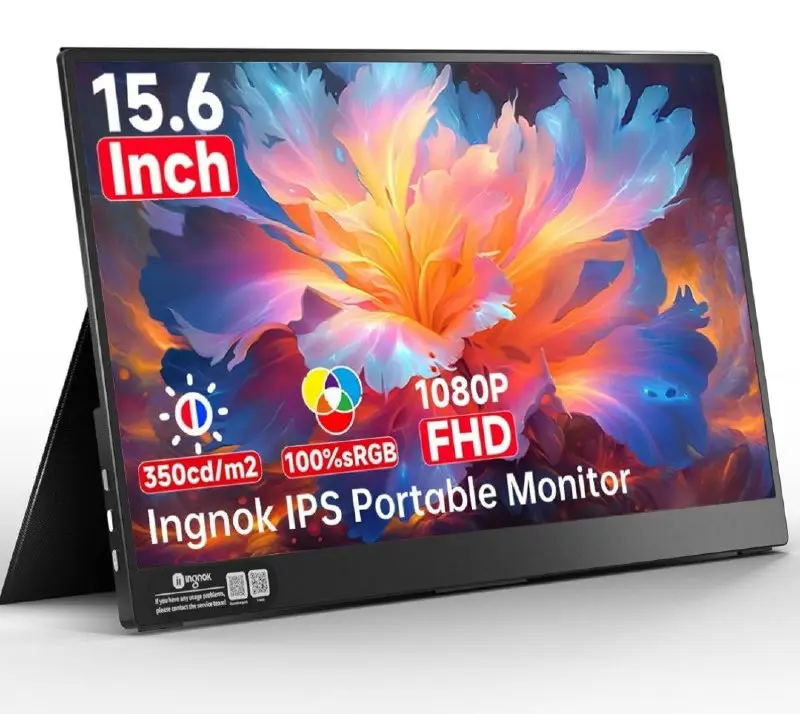 15.6
Inch
350cd/m2
100%sRGB
1080P
FHD
Ingnok IPS Portable Monitor
ingnok
If you have any usage problems,
please contact the service team!